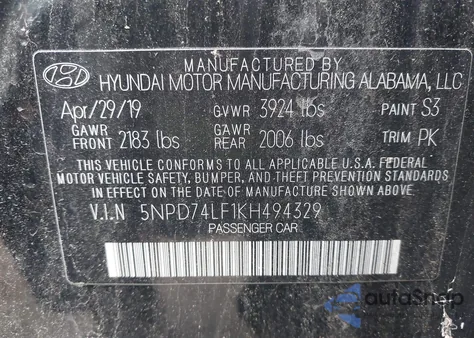 MANUFACTURED BY
HYUNDAI MOTOR MANUFACTURING ALABAMA, LLC
Apr/29/19 GVWR 3924 lbs PAINT S3
GAWR FRONT 2183 lbs GAWR REAR 2006 lbs TRIM PK
THIS VEHICLE CONFORMS TO ALL APPLICABLE U.S.A. FEDERAL
MOTOR VEHICLE SAFETY, BUMPER, AND THEFT PREVENTION STANDARDS
IN EFFECT ON THE DATE OF MANUFACTURE SHOWN ABOVE.
V.I.N 5NPD74LF1KH494329
PASSENGER CAR
autoSnap